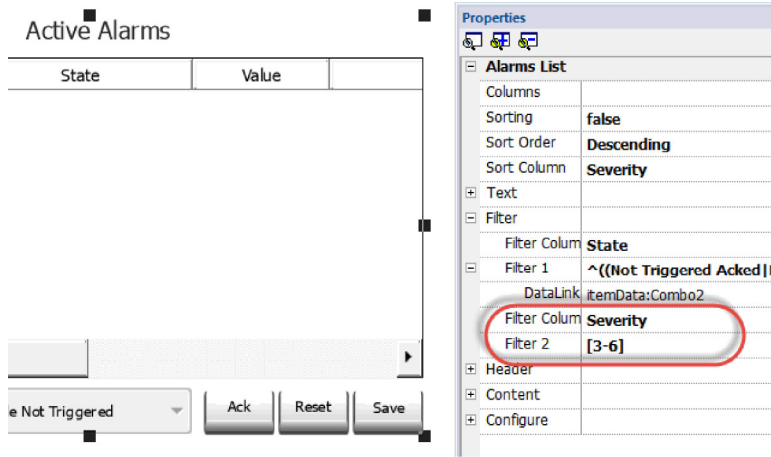 Active Alarms
State Value
e Not Triggered
Ack Reset Save
Properties
Alarms List
Columns
Sorting false
Sort Order Descending
Sort Column Severity
Text
Filter
Filter Colum State
Filter 1 ^((Not Triggered Acked|
DataLink itemData:Combo2
Filter Colum Severity
Filter 2 [3-6]
Header
Content
Configure